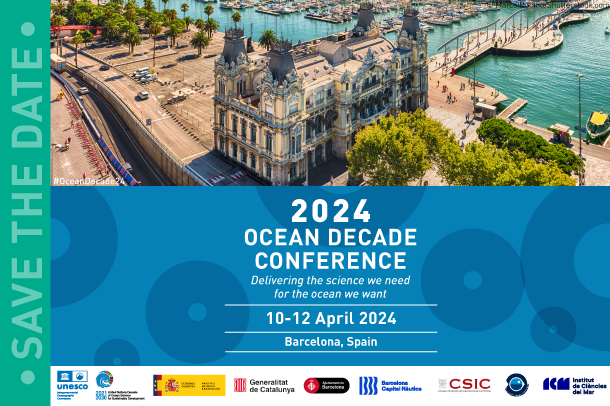 SAVE THE DATE
#OceanDecade24
2024
OCEAN DECADE
CONFERENCE
Delivering the science we need
for the ocean we want
10-12 April 2024
Barcelona, Spain
unesco
Generalitat
de Catalunya
Ajuntament de
Barcelona
Barcelona
Capital Nàutica
CSIC
ICM
Institut
de Ciències
del Mar